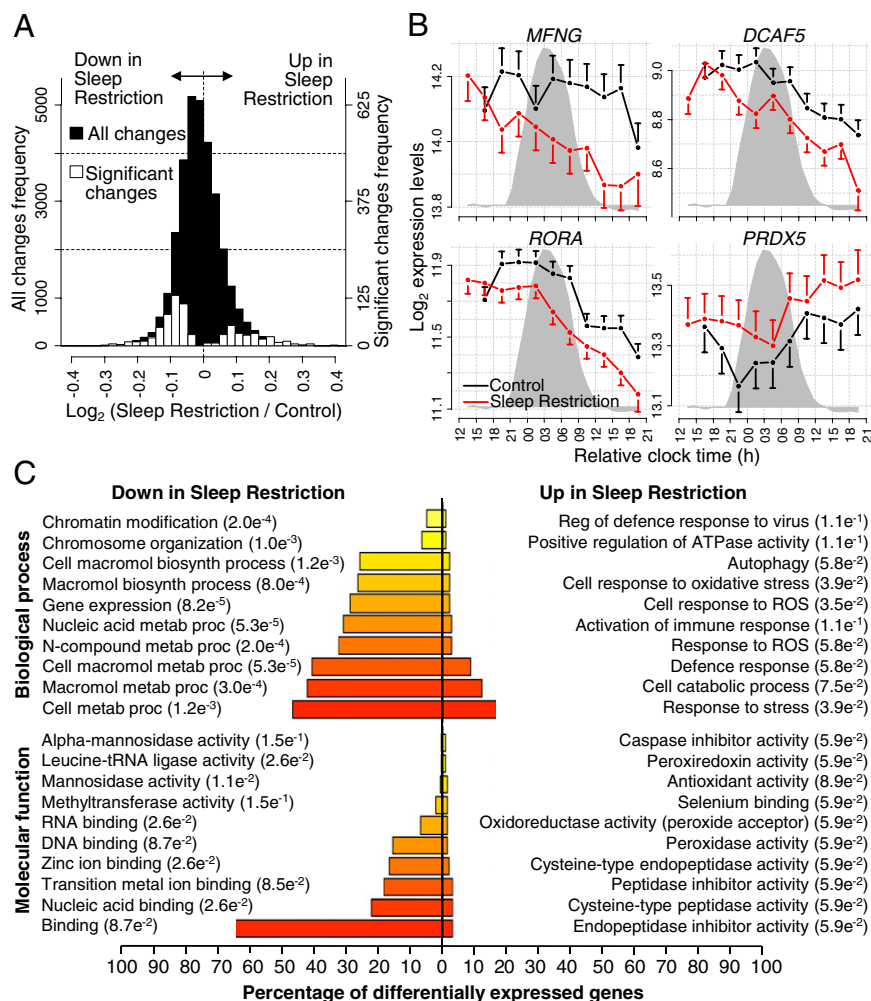 A
Down in
Sleep
Restriction
Up in
Sleep
Restriction
All changes
Significant
changes
All changes frequency
5000
3000
1000
0
Significant changes frequency
625
375
125
0
-0.4 -0.3 -0.2 -0.1 0 0.1 0.2 0.3 0.4
Log2 (Sleep Restriction / Control)
B
MFNG
DCAF5
14.2
14.0
13.8
9.0
8.8
8.6
RORA
PRDX5
Log2 expression levels
11.9
11.5
11.1
13.5
13.3
13.1
Control
Sleep Restriction
12 15 18 21 00 03 06 09 12 15 18 21
12 15 18 21 00 03 06 09 12 15 18 21
Relative clock time (h)
C
Down in Sleep Restriction
Up in Sleep Restriction
Biological process
Chromatin modification (2.0e-4)
Reg of defence response to virus (1.1e-1)
Chromosome organization (1.0e-3)
Positive regulation of ATPase activity (1.1e-1)
Cell macromol biosynth process (1.2e-3)
Autophagy (5.8e-2)
Macromol biosynth process (8.0e-4)
Cell response to oxidative stress (3.9e-2)
Gene expression (8.2e-5)
Cell response to ROS (3.5e-2)
Nucleic acid metab proc (5.3e-5)
Activation of immune response (1.1e-1)
N-compound metab proc (2.0e-4)
Response to ROS (5.8e-2)
Cell macromol metab proc (5.3e-5)
Defence response (5.8e-2)
Macromol metab proc (3.0e-4)
Cell catabolic process (7.5e-2)
Cell metab proc (1.2e-3)
Response to stress (3.9e-2)
Molecular function
Alpha-mannosidase activity (1.5e-1)
Caspase inhibitor activity (5.9e-2)
Leucine-tRNA ligase activity (2.6e-2)
Peroxiredoxin activity (5.9e-2)
Mannosidase activity (1.1e-2)
Antioxidant activity (8.9e-2)
Methyltransferase activity (1.5e-1)
Selenium binding (5.9e-2)
RNA binding (2.6e-2)
Oxidoreductase activity (peroxide acceptor) (5.9e-2)
DNA binding (8.7e-2)
Peroxidase activity (5.9e-2)
Zinc ion binding (2.6e-2)
Cysteine-type endopeptidase activity (5.9e-2)
Transition metal ion binding (8.5e-2)
Peptidase inhibitor activity (5.9e-2)
Nucleic acid binding (2.6e-2)
Cysteine-type peptidase activity (5.9e-2)
Binding (8.7e-2)
Endopeptidase inhibitor activity (5.9e-2)
100 90 80 70 60 50 40 30 20 10 0 10 20 30 40 50 60 70 80 90 100
Percentage of differentially expressed genes